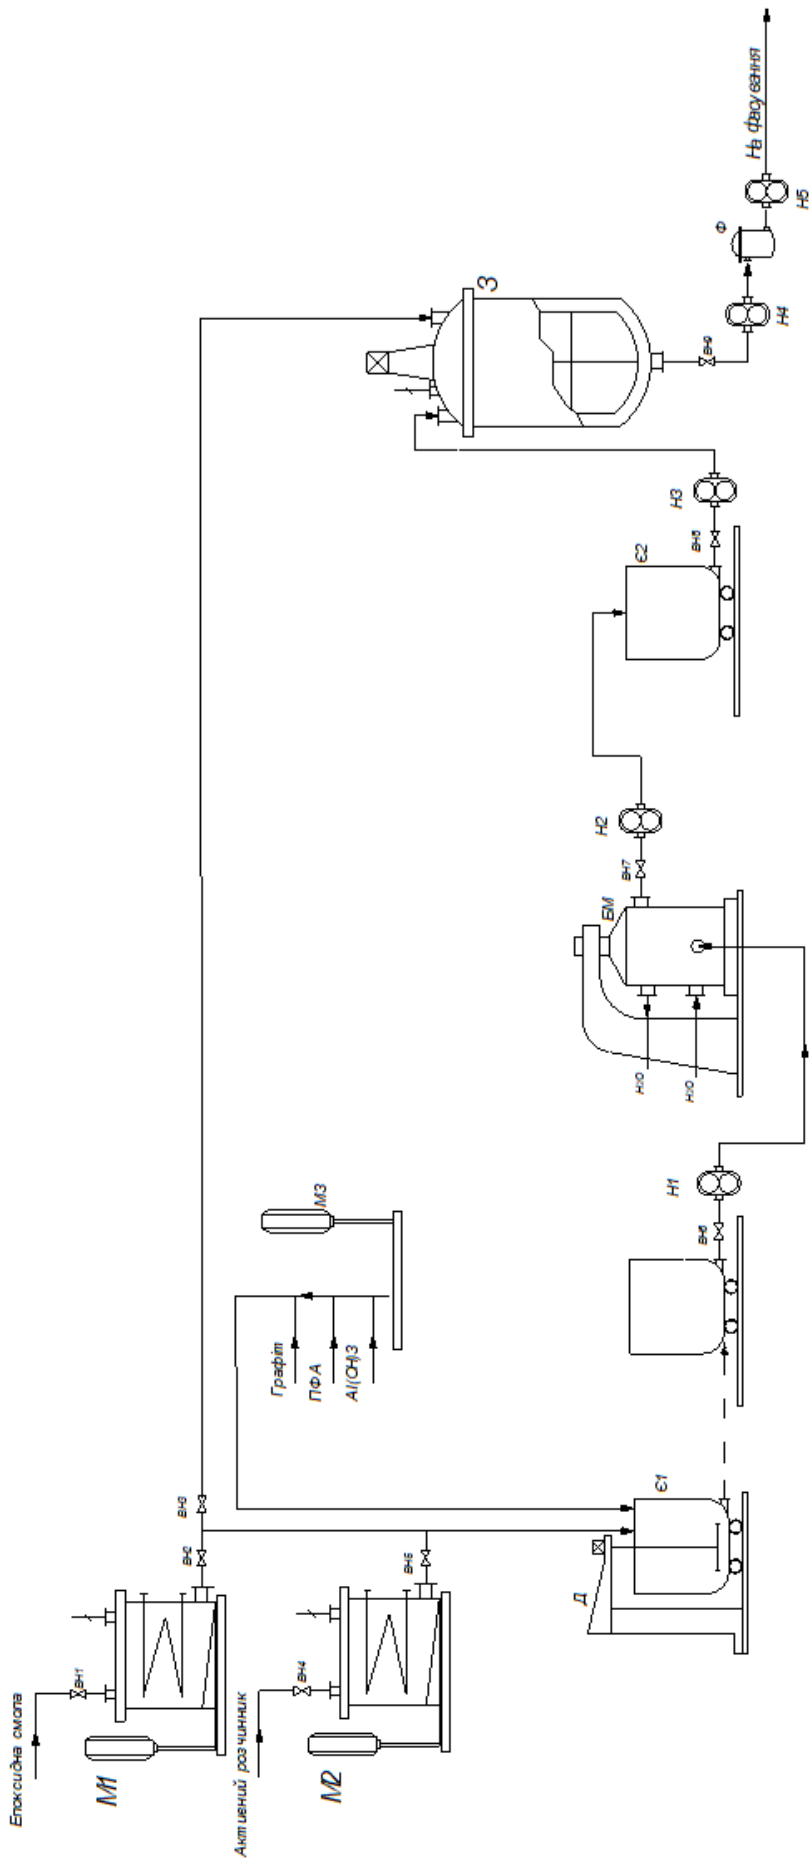 Епоксидна смола
ВН1
М1
ВН2
ВН3
Активний розчинник
ВН4
М2
ВН5
Графіт
ПФА
Al(OH)3
М3
Д
Є1
ВН6
Н1
H2O
H2O
БМ
ВН7
Н2
Є2
ВН8
Н3
З
ВН9
Н4
Ф
Н5
На фасування